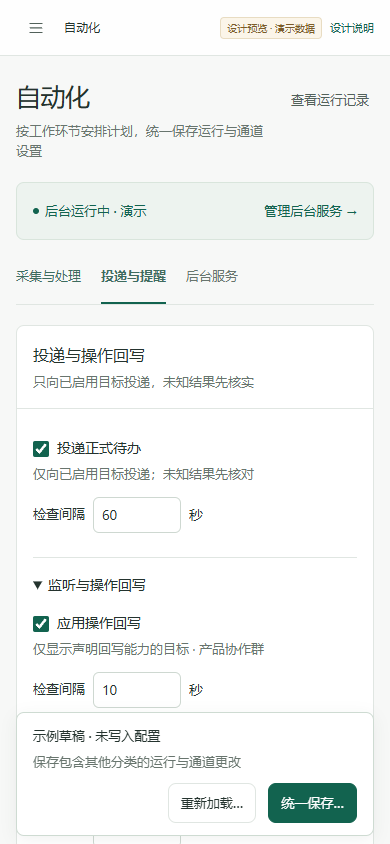 自动化
设计预览 · 演示数据
设计说明
自动化
查看运行记录
按工作环节安排计划，统一保存运行与通道
设置
后台运行中 · 演示
管理后台服务 →
采集与处理
投递与提醒
后台服务
投递与操作回写
只向已启用目标投递，未知结果先核实
投递正式待办
仅向已启用目标投递；未知结果先核对
检查间隔 60 秒
▼ 监听与操作回写
应用操作回写
仅显示声明回写能力的目标 · 产品协作群
检查间隔 10 秒
示例草稿 · 未写入配置
保存包含其他分类的运行与通道更改
重新加载...
统一保存...